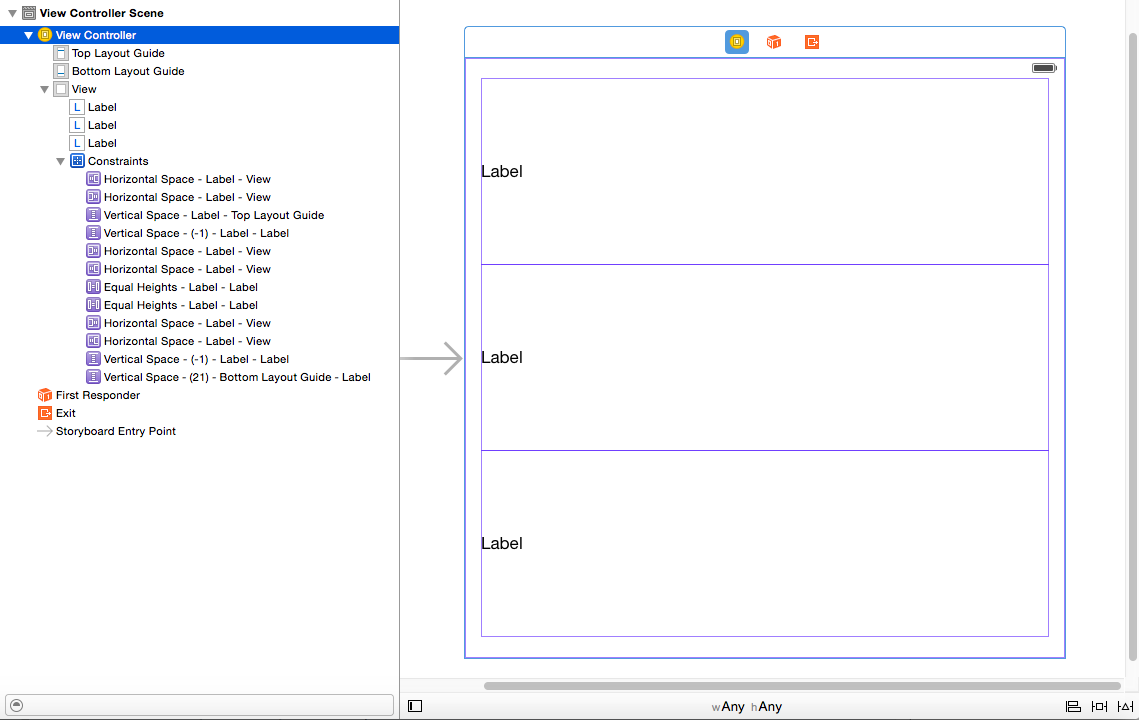 View Controller Scene
View Controller
Top Layout Guide
Bottom Layout Guide
View
L Label
L Label
L Label
Constraints
Horizontal Space - Label - View
Horizontal Space - Label - View
Vertical Space - Label - Top Layout Guide
Vertical Space - (-1) - Label - Label
Horizontal Space - Label - View
Horizontal Space - Label - View
Equal Heights - Label - Label
Equal Heights - Label - Label
Horizontal Space - Label - View
Horizontal Space - Label - View
Vertical Space - (-1) - Label - Label
Vertical Space - (21) - Bottom Layout Guide - Label
First Responder
Exit
Storyboard Entry Point
Label
Label
Label
wAny hAny